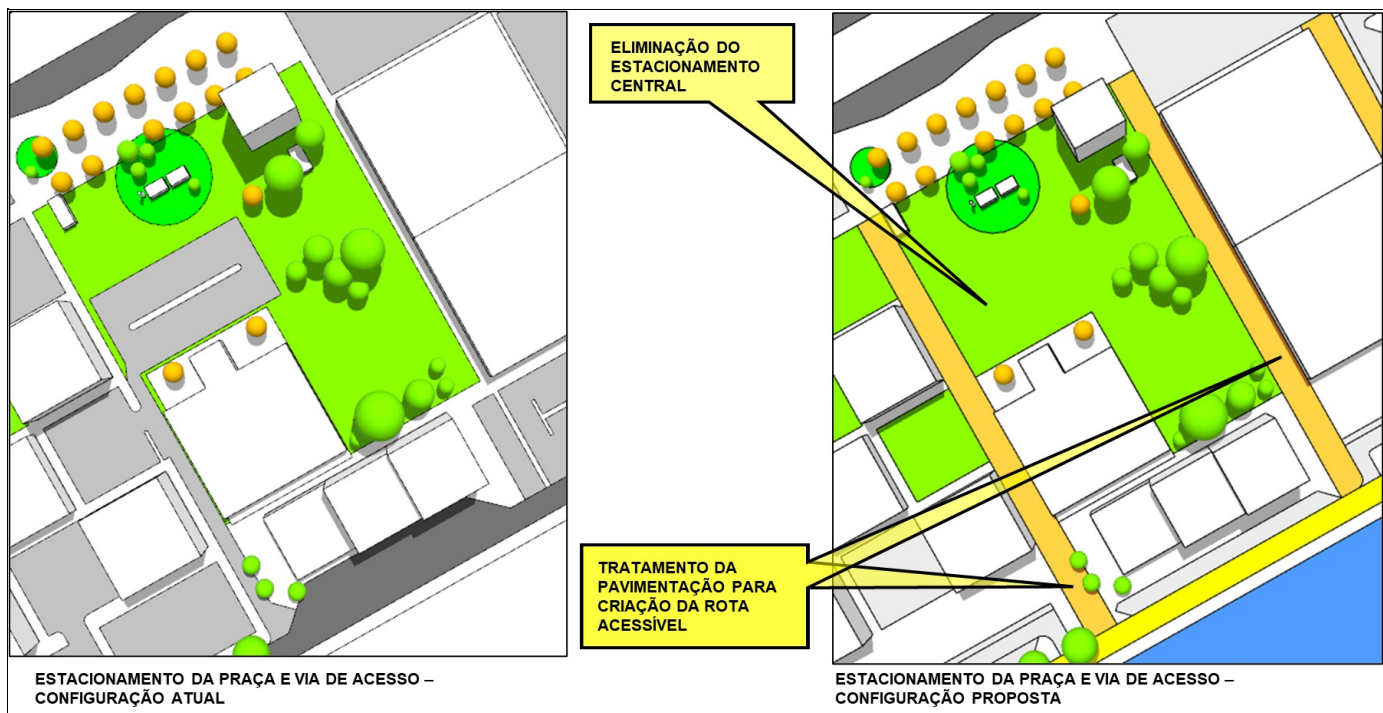 ELIMINAÇÃO DO
ESTACIONAMENTO
CENTRAL
TRATAMENTO DA
PAVIMENTAÇÃO PARA
CRIAÇÃO DA ROTA
ACESSÍVEL
ESTACIONAMENTO DA PRAÇA E VIA DE ACESSO –
CONFIGURAÇÃO ATUAL
ESTACIONAMENTO DA PRAÇA E VIA DE ACESSO –
CONFIGURAÇÃO PROPOSTA